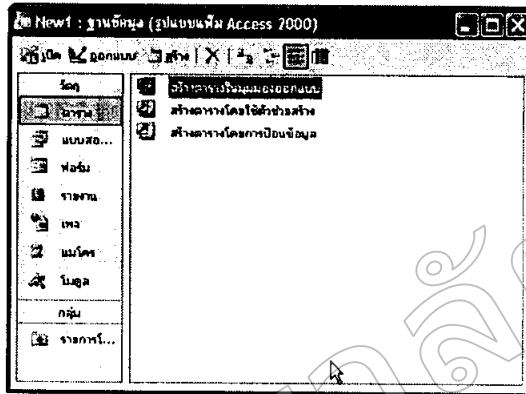 New1 : ฐานข้อมูล (รูปแบบแฟ้ม Access 2000)
เปิด ออกแบบ สร้าง
วัตถุ
ตาราง
แบบสอ...
ฟอร์ม
รายงาน
เพจ
แมโคร
โมดูล
กลุ่ม
รายการโ...
สร้างตารางในมุมมองออกแบบ
สร้างตารางโดยใช้ตัวช่วยสร้าง
สร้างตารางโดยการป้อนข้อมูล